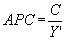 APC = C / Y'